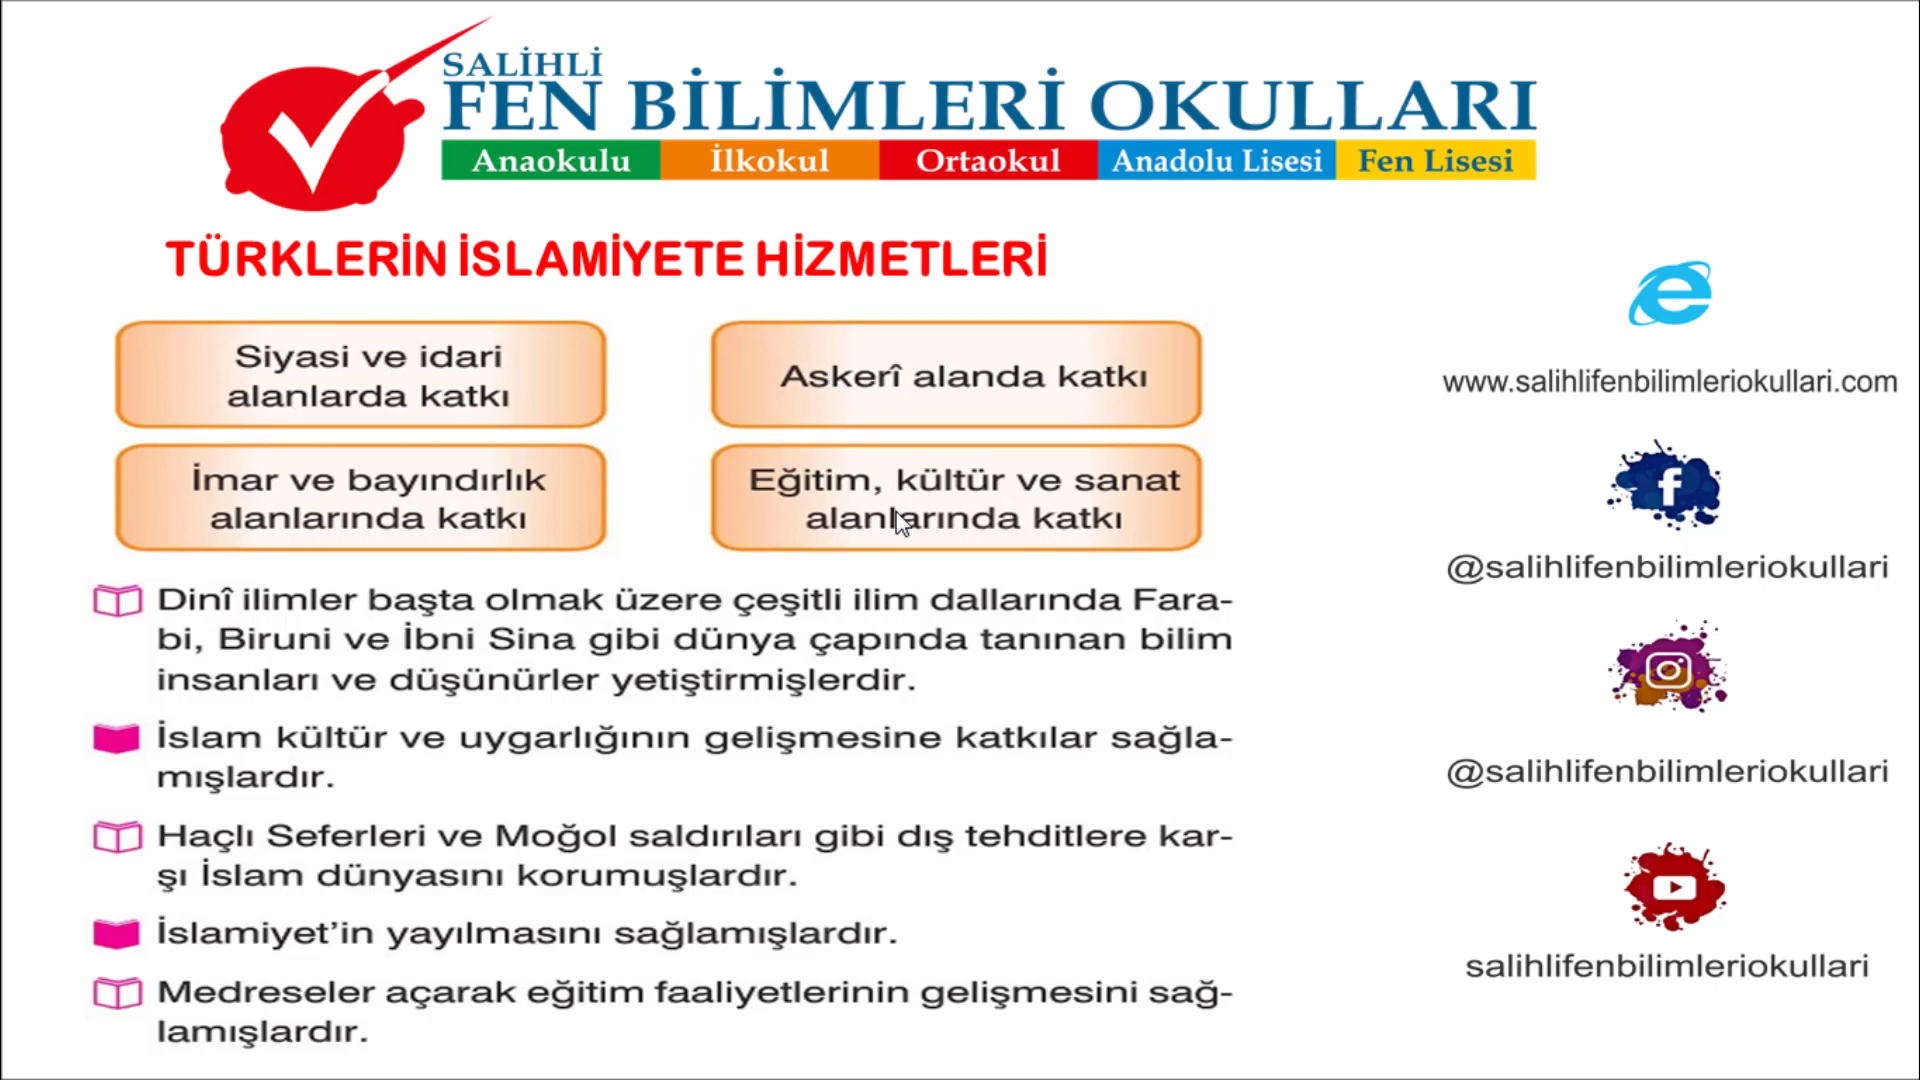 SALİHLİ
FEN BİLİMLERİ OKULLARI
Anaokulu İlkokul Ortaokul Anadolu Lisesi Fen Lisesi
TÜRKLERİN İSLAMİYETE HİZMETLERİ
Siyasi ve idari
alanlarda katkı
Askerî alanda katkı
İmar ve bayındırlık
alanlarında katkı
Eğitim, kültür ve sanat
alanlarında katkı
Dinî ilimler başta olmak üzere çeşitli ilim dallarında Fara-
bi, Biruni ve İbni Sina gibi dünya çapında tanınan bilim
insanları ve düşünürler yetiştirmişlerdir.
İslam kültür ve uygarlığının gelişmesine katkılar sağla-
mışlardır.
Haçlı Seferleri ve Moğol saldırıları gibi dış tehditlere kar-
şı İslam dünyasını korumuşlardır.
İslamiyet’in yayılmasını sağlamışlardır.
Medreseler açarak eğitim faaliyetlerinin gelişmesini sağ-
lamışlardır.
www.salihlifenbilimleriokullari.com
@salihlifenbilimleriokullari
@salihlifenbilimleriokullari
salihlifenbilimleriokullari